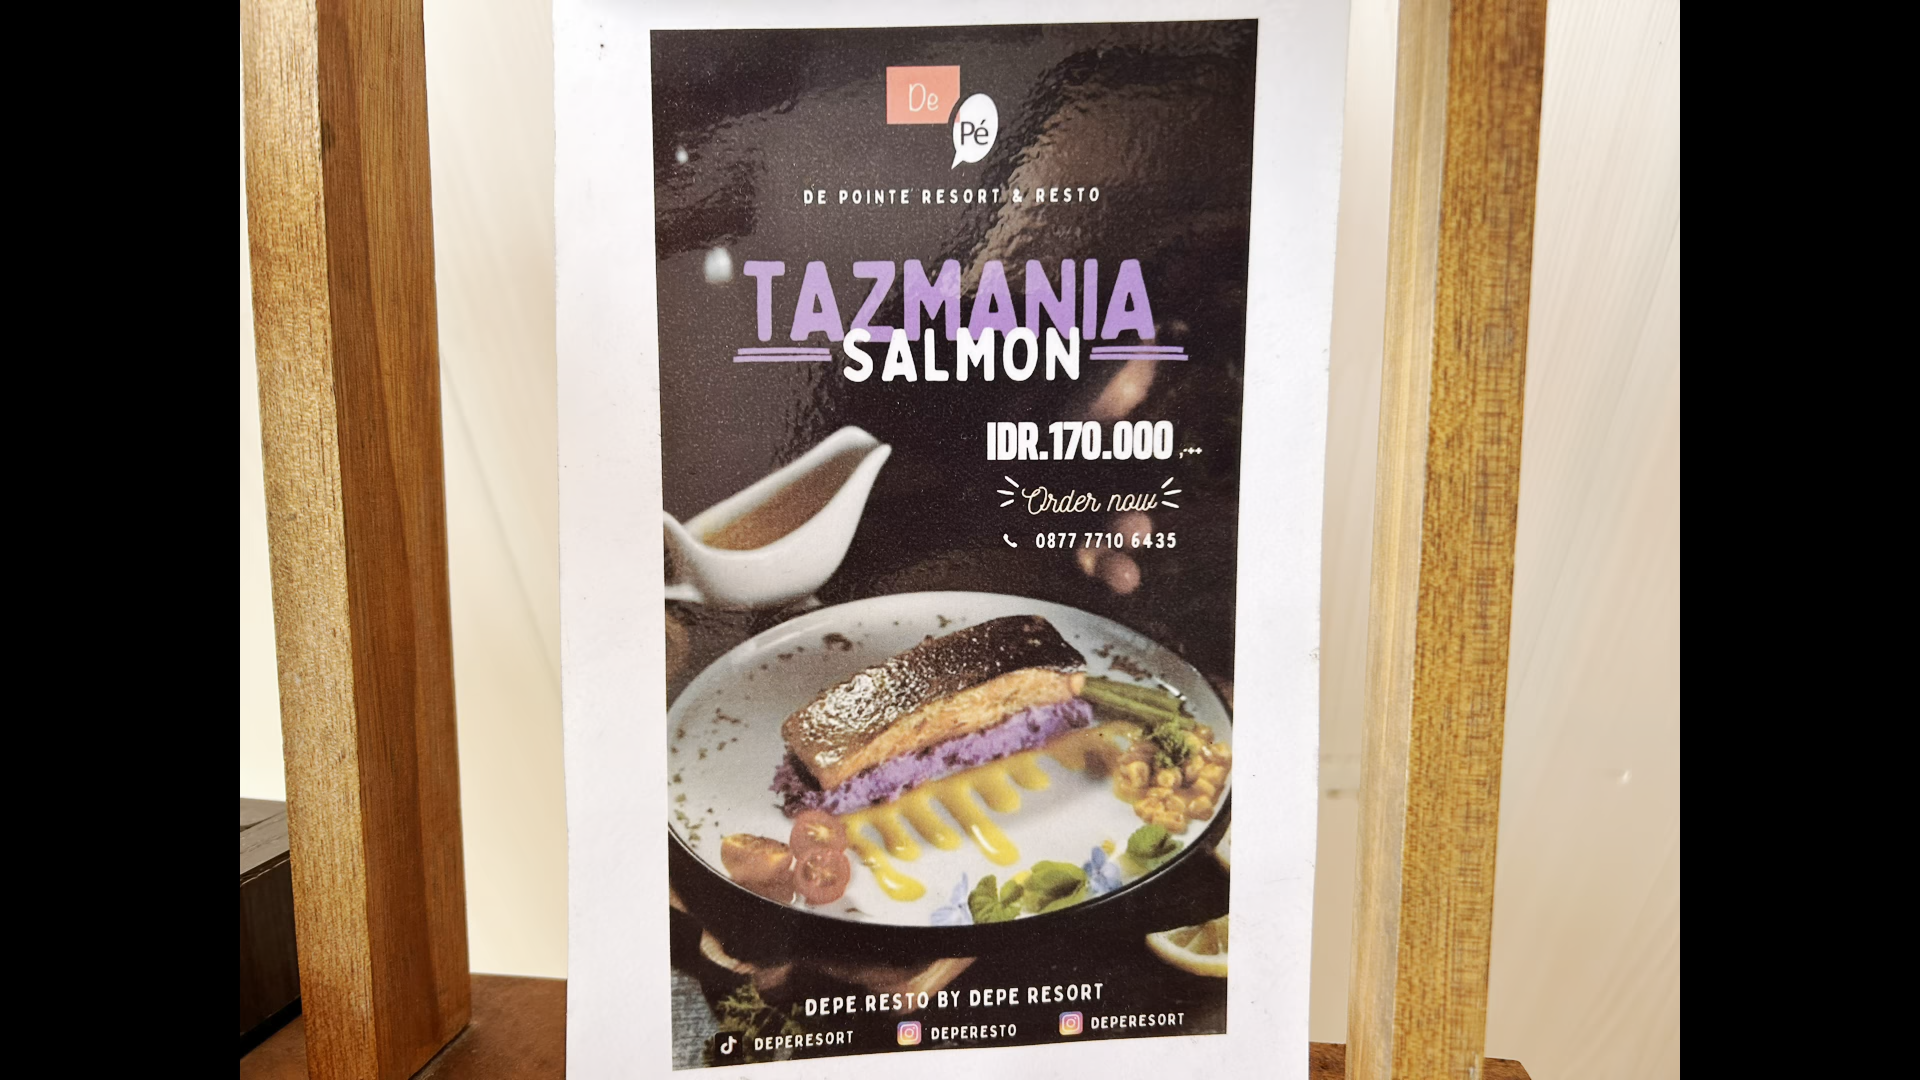 De
Pé
DE POINTE RESORT & RESTO
TAZMANIA
SALMON
IDR.170.000,-++
Order now
0877 7710 6435
DEPE RESTO BY DEPE RESORT
DEPERESORT DEPERESTO DEPERESORT